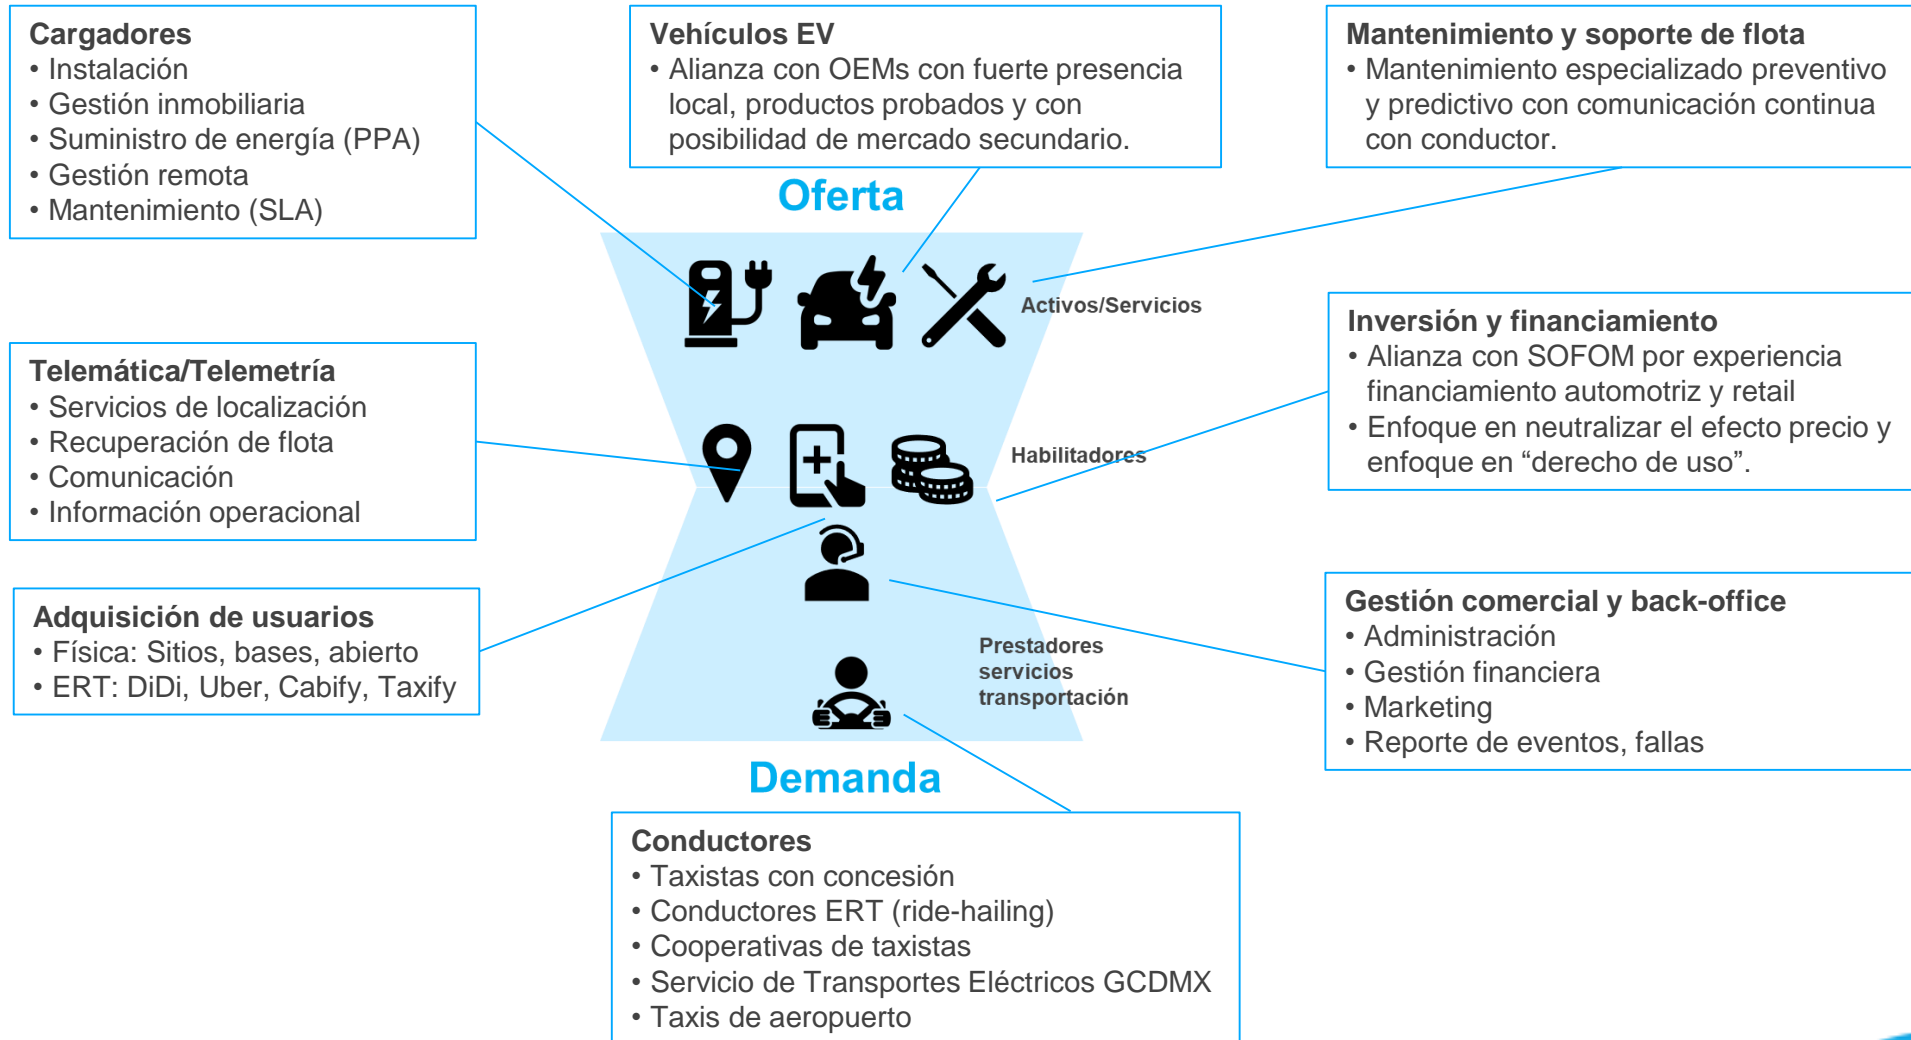 Cargadores
• Instalación
• Gestión inmobiliaria
• Suministro de energía (PPA)
• Gestión remota
• Mantenimiento (SLA)
Vehículos EV
• Alianza con OEMs con fuerte presencia
local, productos probados y con
posibilidad de mercado secundario.
Mantenimiento y soporte de flota
• Mantenimiento especializado preventivo
y predictivo con comunicación continua
con conductor.
Oferta
Activos/Servicios
Telemática/Telemetría
• Servicios de localización
• Recuperación de flota
• Comunicación
• Información operacional
Habilitadores
Inversión y financiamiento
• Alianza con SOFOM por experiencia
financiamiento automotriz y retail
• Enfoque en neutralizar el efecto precio y
enfoque en “derecho de uso”.
Adquisición de usuarios
• Física: Sitios, bases, abierto
• ERT: DiDi, Uber, Cabify, Taxify
Prestadores
servicios
transportación
Gestión comercial y back-office
• Administración
• Gestión financiera
• Marketing
• Reporte de eventos, fallas
Demanda
Conductores
• Taxistas con concesión
• Conductores ERT (ride-hailing)
• Cooperativas de taxistas
• Servicio de Transportes Eléctricos GCDMX
• Taxis de aeropuerto